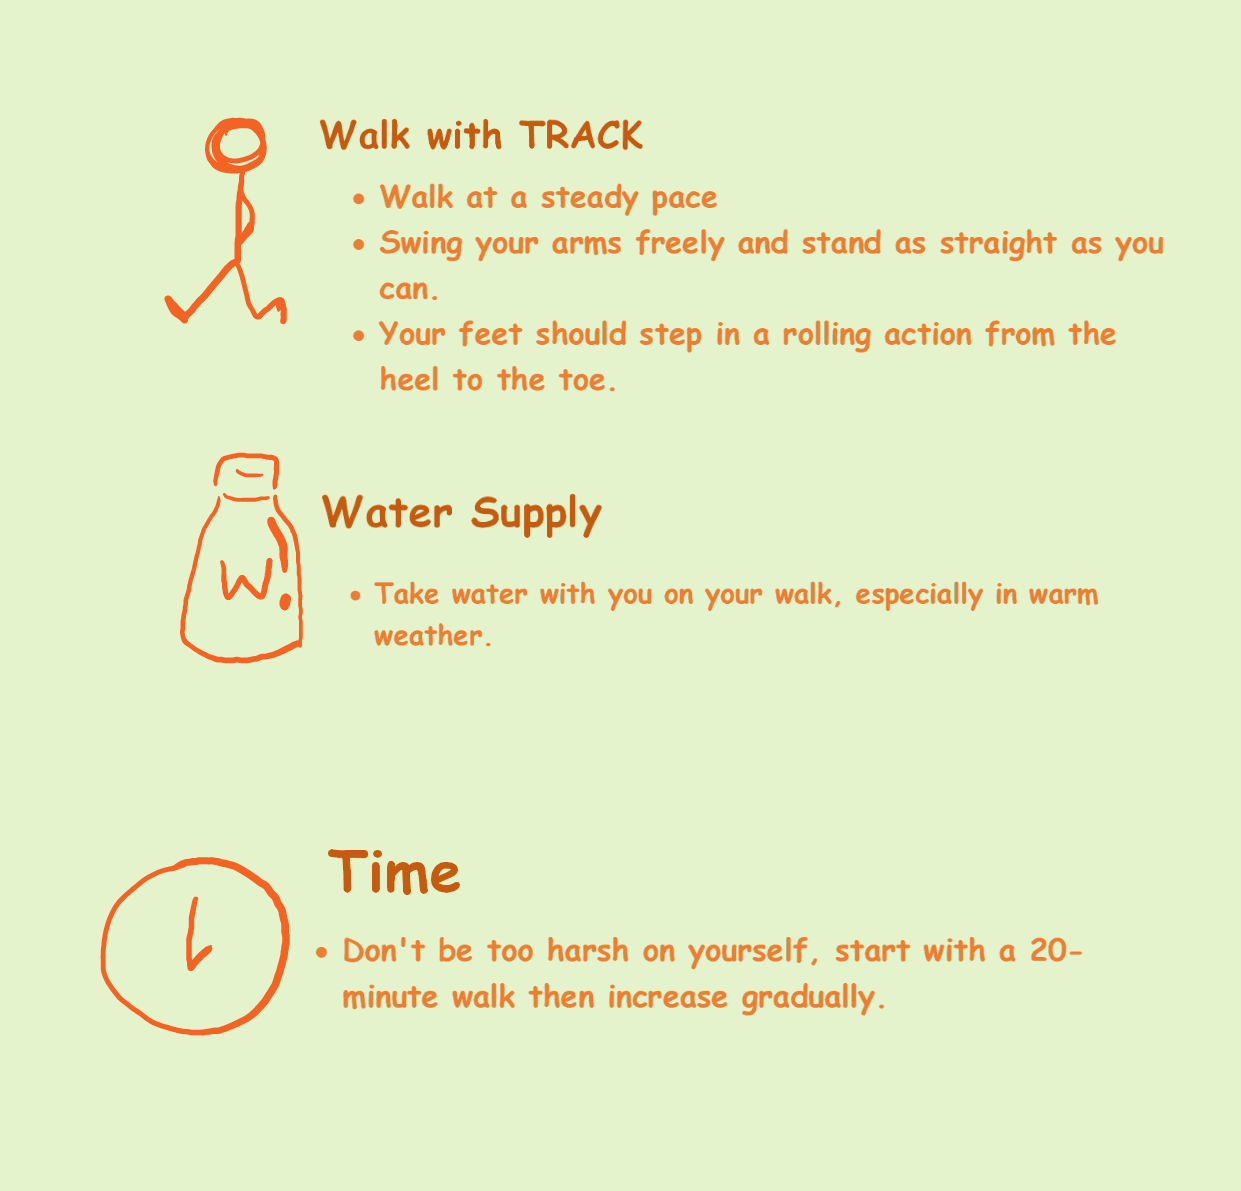 Walk with TRACK
• Walk at a steady pace
• Swing your arms freely and stand as straight as you
can.
• Your feet should step in a rolling action from the
heel to the toe.
W
Water Supply
• Take water with you on your walk, especially in warm
weather.
Time
• Don't be too harsh on yourself, start with a 20-
minute walk then increase gradually.